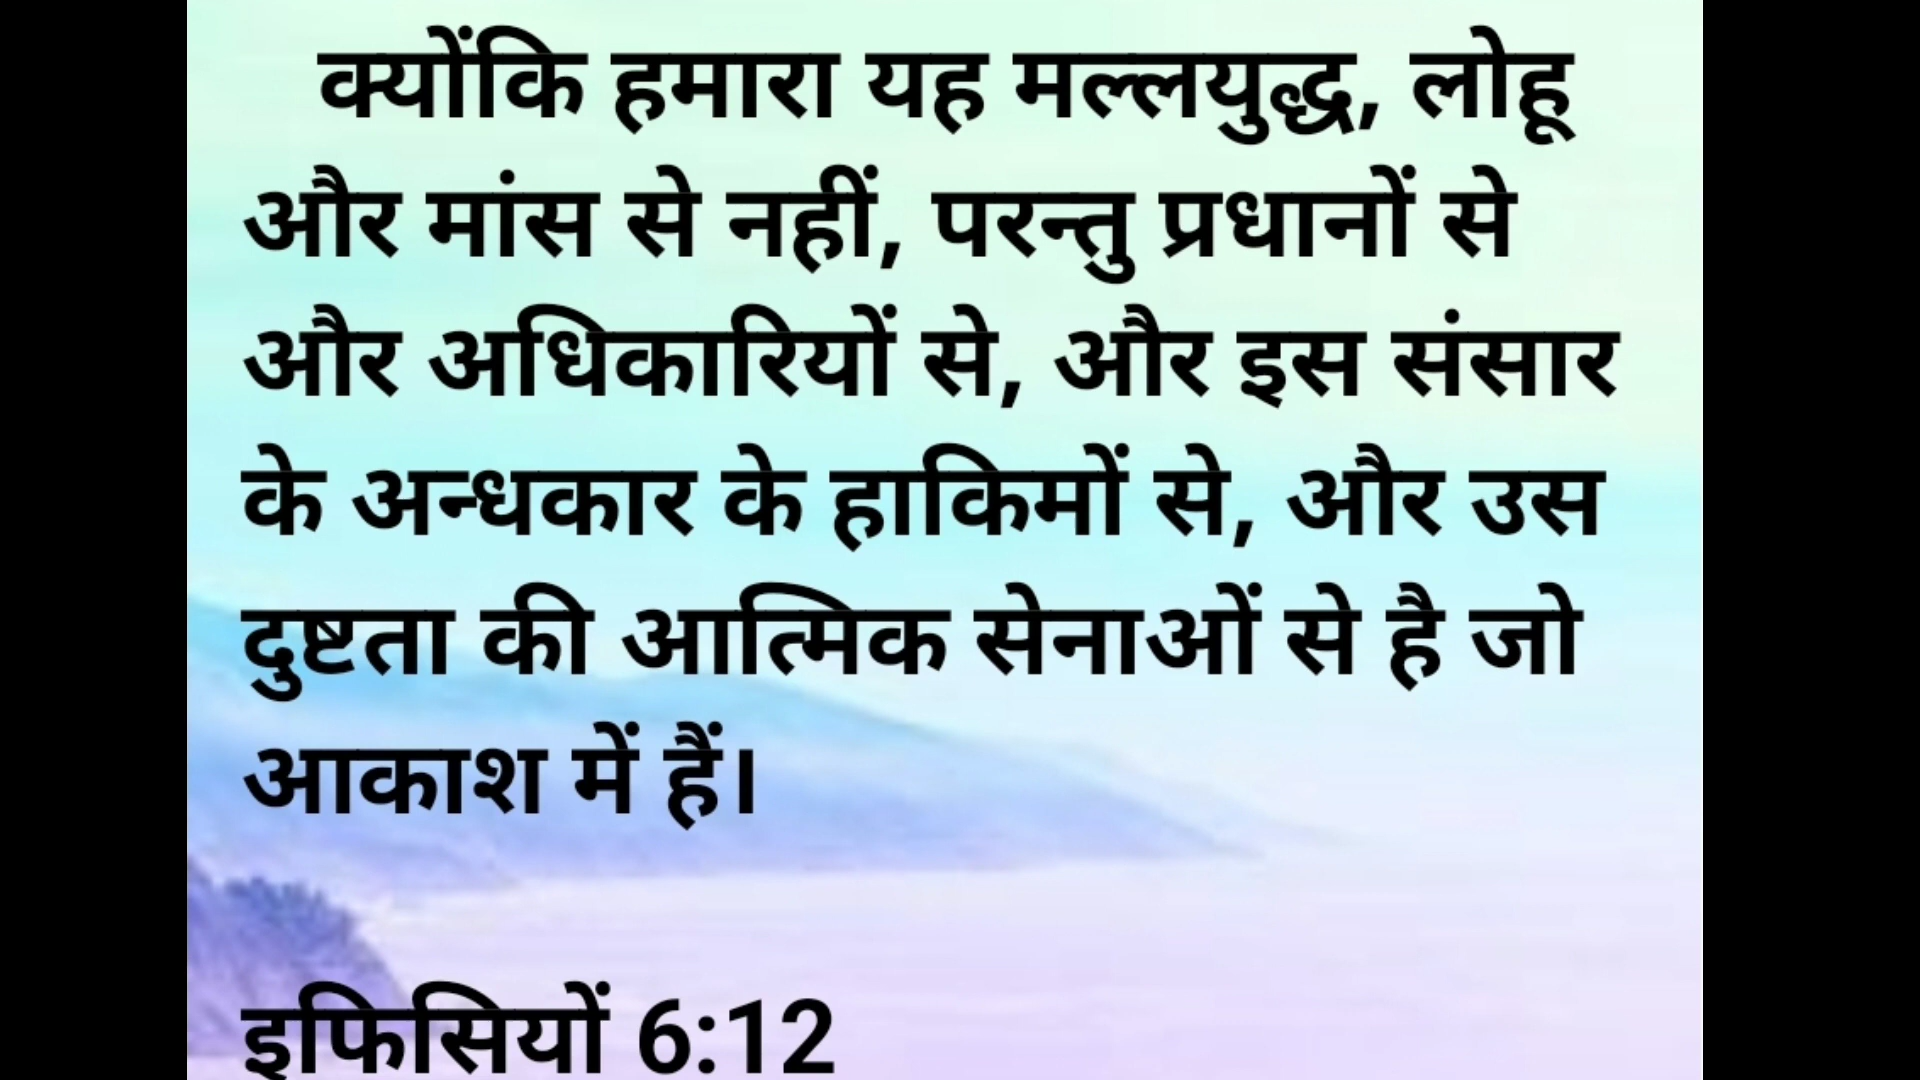 क्योंकि हमारा यह मल्लयुद्ध, लोहू
और मांस से नहीं, परन्तु प्रधानों से
और अधिकारियों से, और इस संसार
के अन्धकार के हाकिमों से, और उस
दुष्टता की आत्मिक सेनाओं से है जो
आकाश में हैं।
इफिसियों 6:12